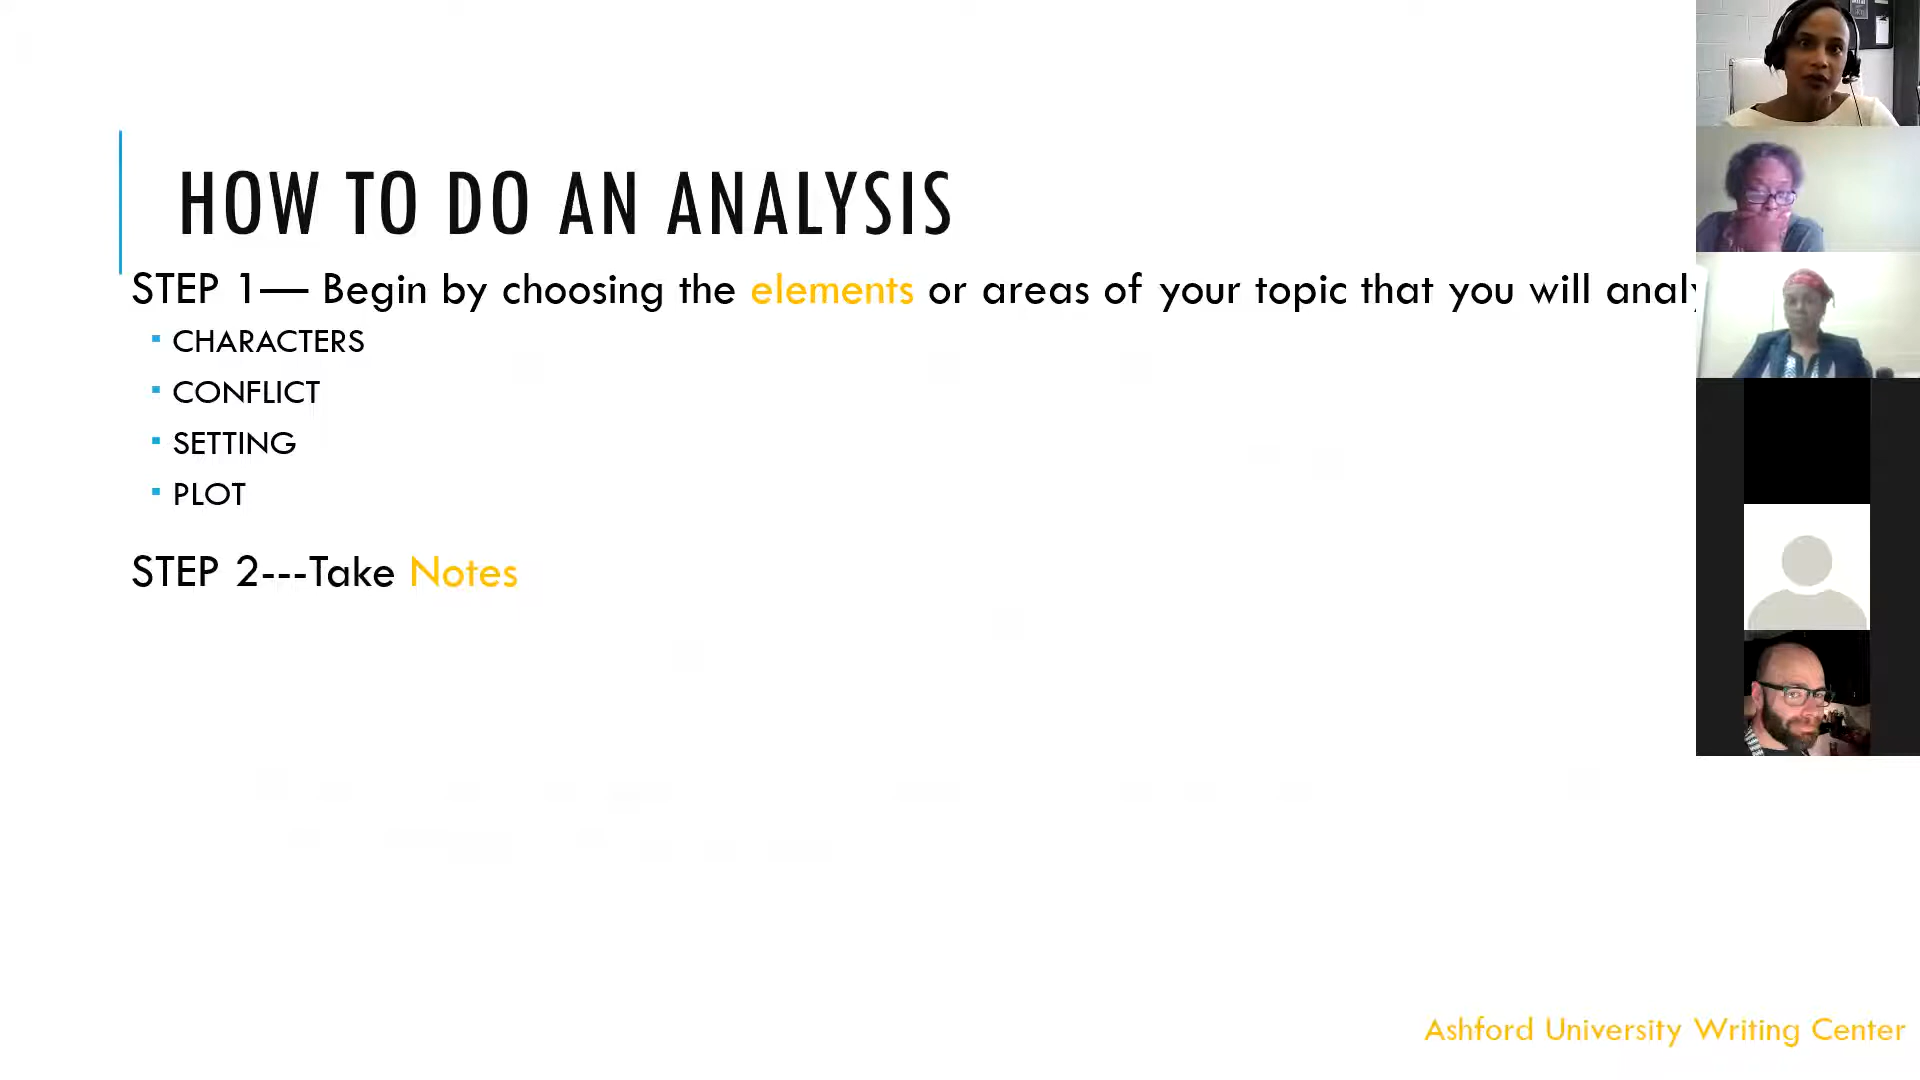 HOW TO DO AN ANALYSIS
STEP 1— Begin by choosing the elements or areas of your topic that you will
▪ CHARACTERS
▪ CONFLICT
▪ SETTING
▪ PLOT
STEP 2---Take Notes
Ashford University Writing Center